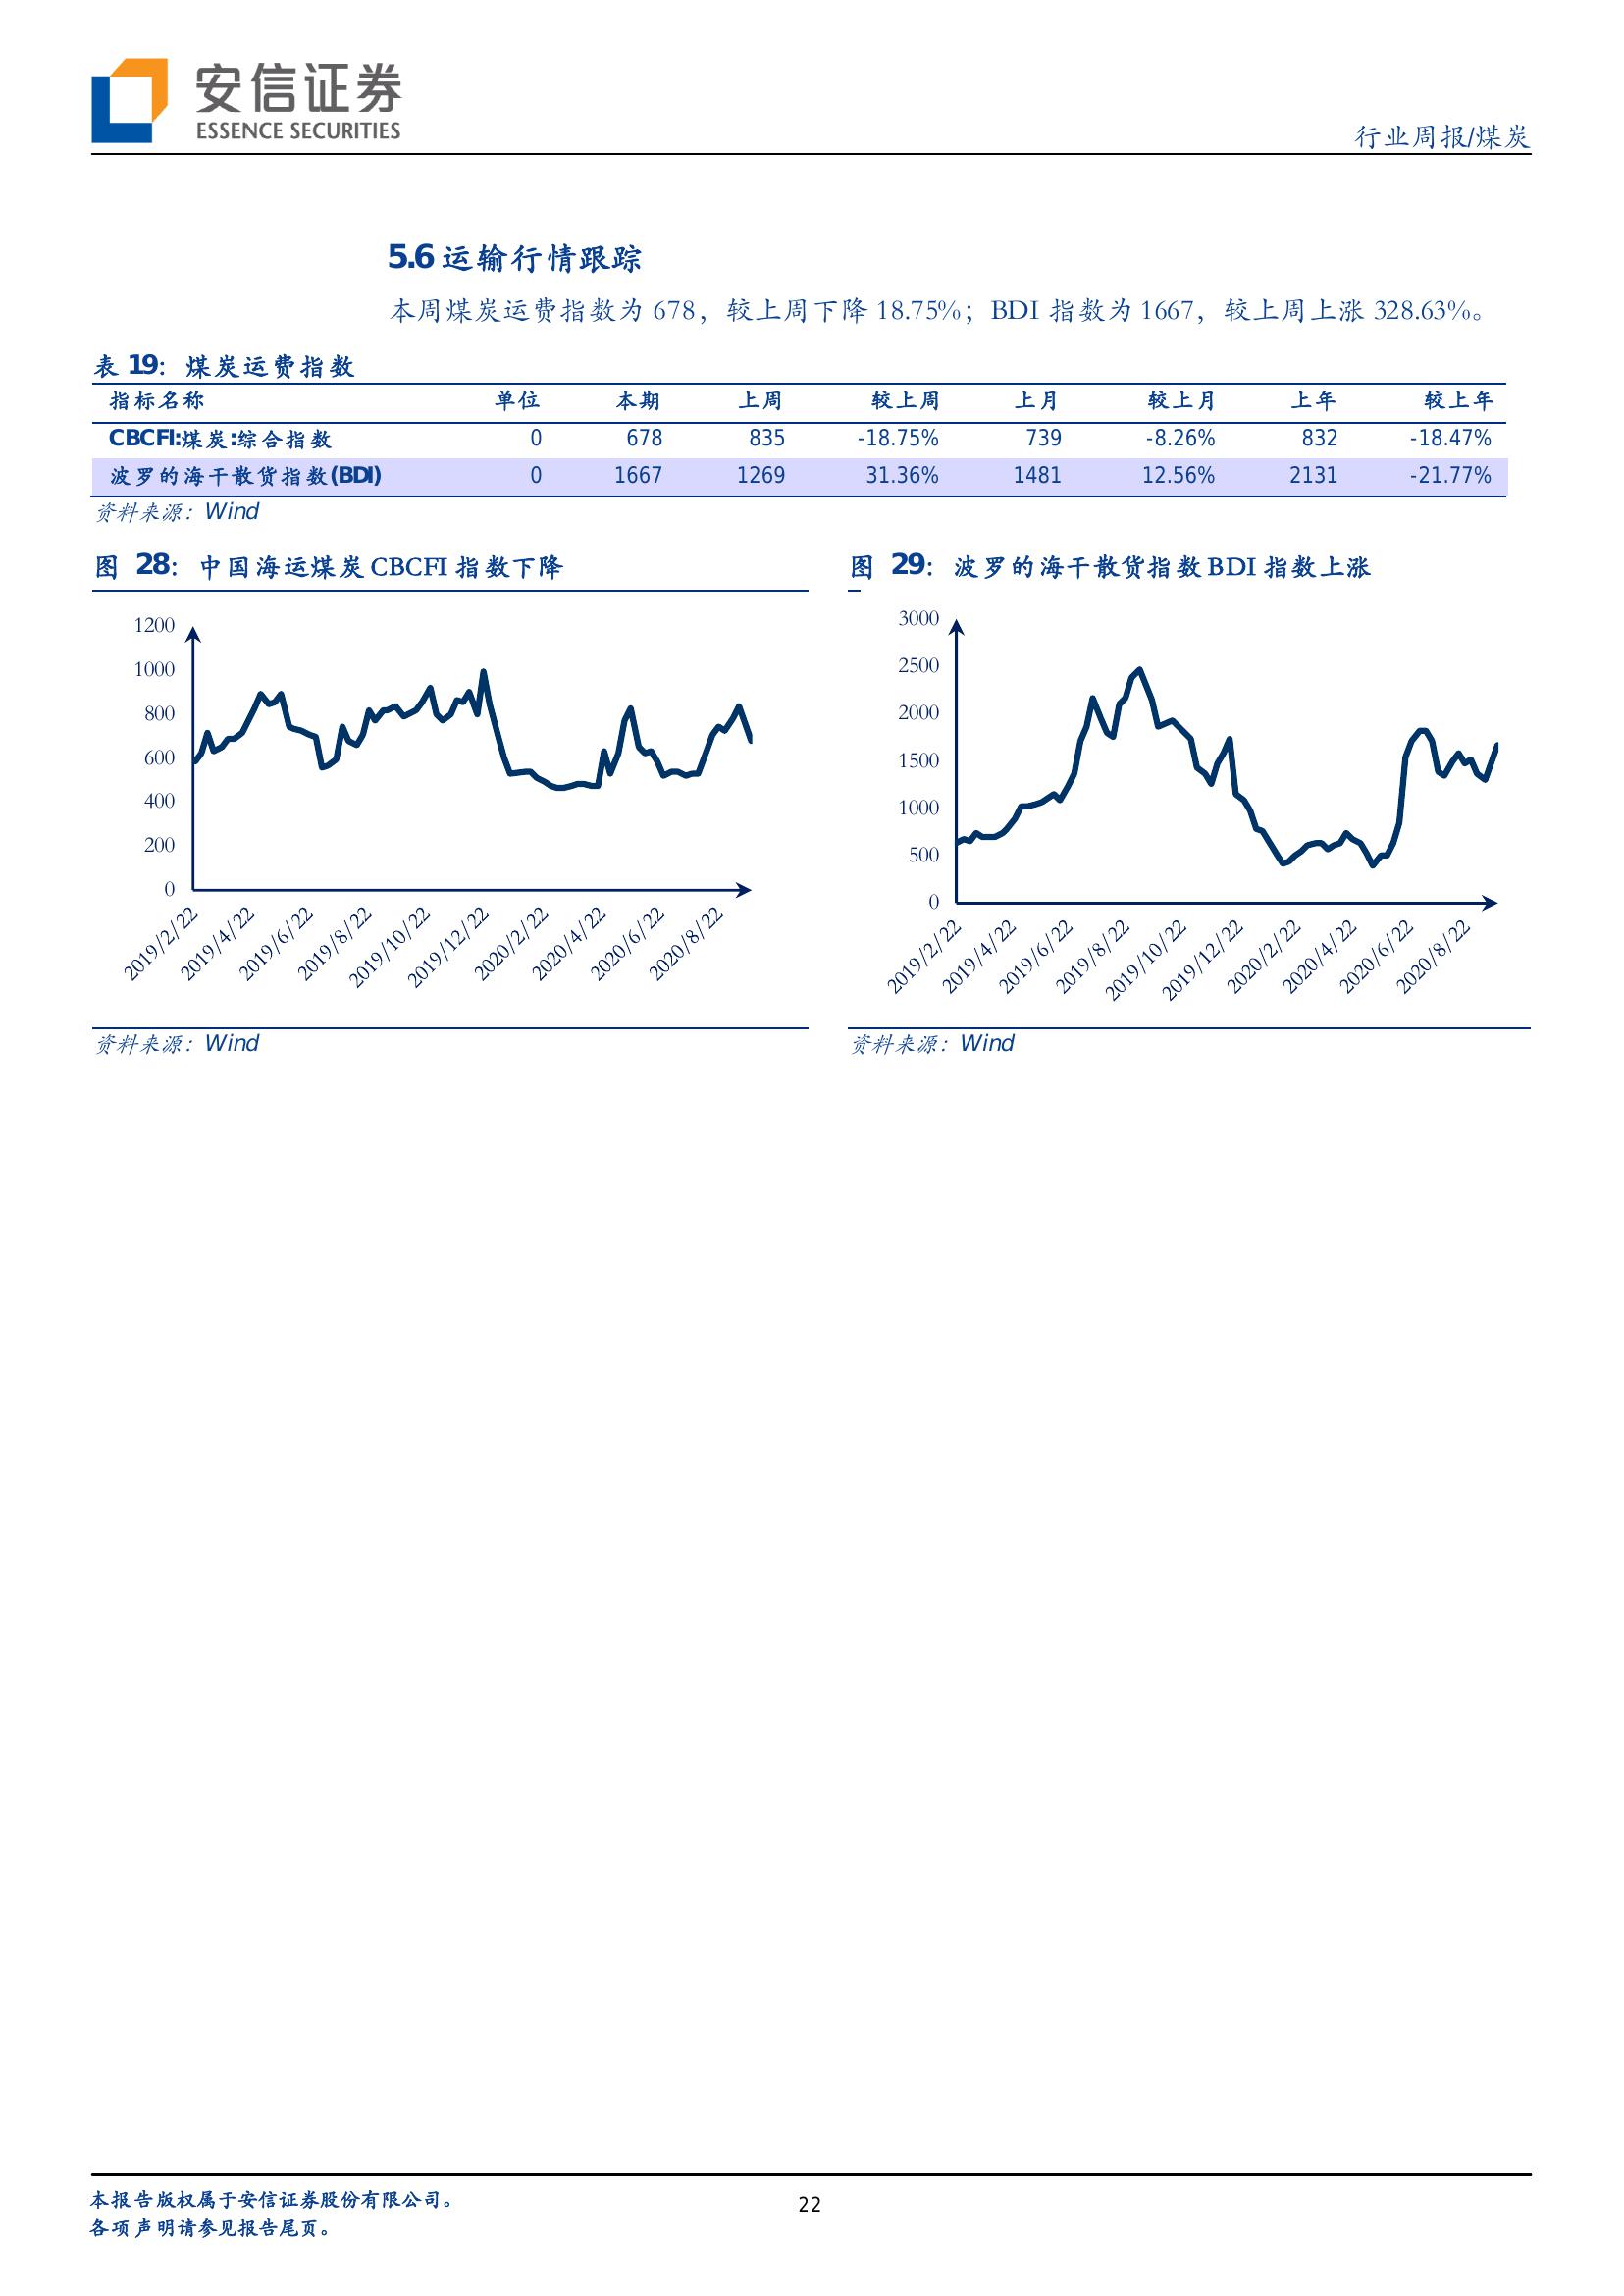 安信证券
ESSENCE SECURITIES
行业周报/煤炭
5.6 运输行情跟踪
本周煤炭运费指数为 678，较上周下降 18.75%；BDI 指数为 1667，较上周上涨 328.63%。
表 19：煤炭运费指数
指标名称 单位 本期 上周 较上周 上月 较上月 上年 较上年
CBCFI:煤炭:综合指数 0 678 835 -18.75% 739 -8.26% 832 -18.47%
波罗的海干散货指数(BDI) 0 1667 1269 31.36% 1481 12.56% 2131 -21.77%
资料来源：Wind
图 28：中国海运煤炭 CBCFI 指数下降
1200
1000
800
600
400
200
0
2019/2/22 2019/4/22 2019/6/22 2019/8/22 2019/10/22 2019/12/22 2020/2/22 2020/4/22 2020/6/22 2020/8/22
资料来源：Wind
图 29：波罗的海干散货指数 BDI 指数上涨
3000
2500
2000
1500
1000
500
0
2019/2/22 2019/4/22 2019/6/22 2019/8/22 2019/10/22 2019/12/22 2020/2/22 2020/4/22 2020/6/22 2020/8/22
资料来源：Wind
本报告版权属于安信证券股份有限公司。
各项声明请参见报告尾页。
22